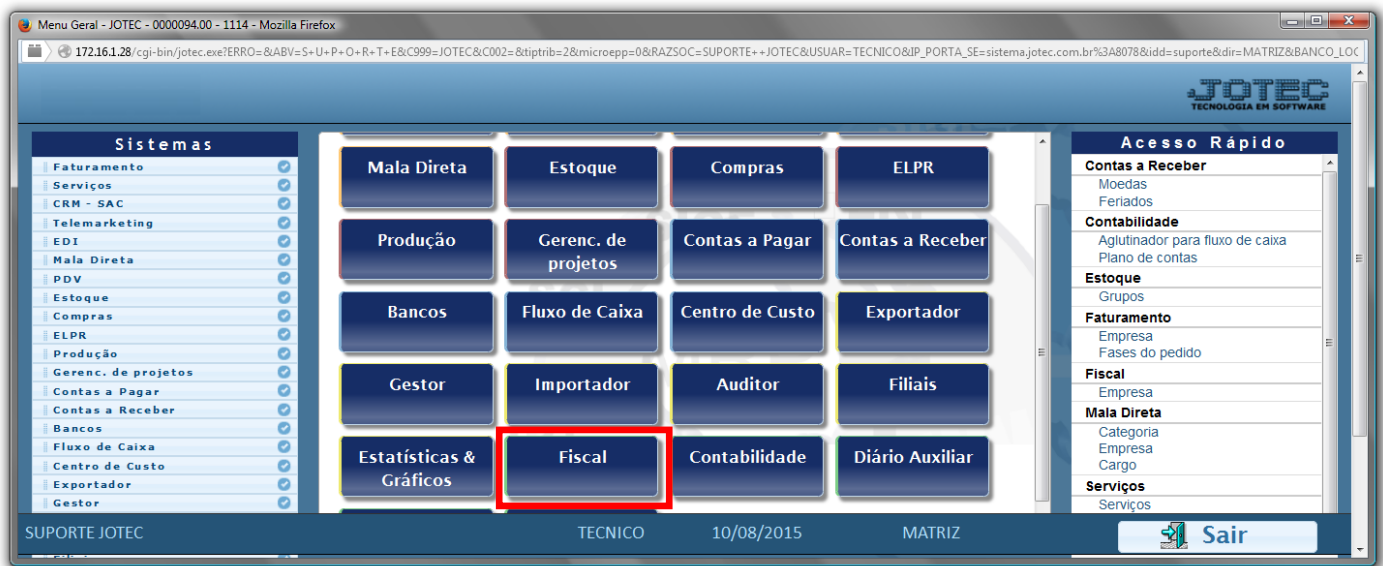 Menu Geral - JOTEC - 0000094.00 - 1114 - Mozilla Firefox
172.16.1.28/cgi-bin/jotec.exe?ERRO=&ABV=S+U+P+O+R+T+E&C999=JOTEC&C002=&tiptrib=2&microepp=0&RAZSOC=SUPORTE++JOTEC&USUAR=TECNICO&IP_PORTA_SE=sistema.jotec.com.br%3A8078&idd=suporte&dir=MATRIZ&BANCO_LOC
JOTEC
TECNOLOGIA EM SOFTWARE
Sistemas
Faturamento
Serviços
CRM - SAC
Telemarketing
EDI
Mala Direta
PDV
Estoque
Compras
ELPR
Produção
Gerenc. de projetos
Contas a Pagar
Contas a Receber
Bancos
Fluxo de Caixa
Centro de Custo
Exportador
Gestor
Mala Direta
Estoque
Compras
ELPR
Produção
Gerenc. de
projetos
Contas a Pagar
Contas a Receber
Bancos
Fluxo de Caixa
Centro de Custo
Exportador
Gestor
Importador
Auditor
Filiais
Estatísticas &
Gráficos
Fiscal
Contabilidade
Diário Auxiliar
Acesso Rápido
Contas a Receber
Moedas
Feriados
Contabilidade
Aglutinador para fluxo de caixa
Plano de contas
Estoque
Grupos
Faturamento
Empresa
Fases do pedido
Fiscal
Empresa
Mala Direta
Categoria
Empresa
Cargo
Serviços
Serviços
SUPORTE JOTEC
TECNICO
10/08/2015
MATRIZ
Sair